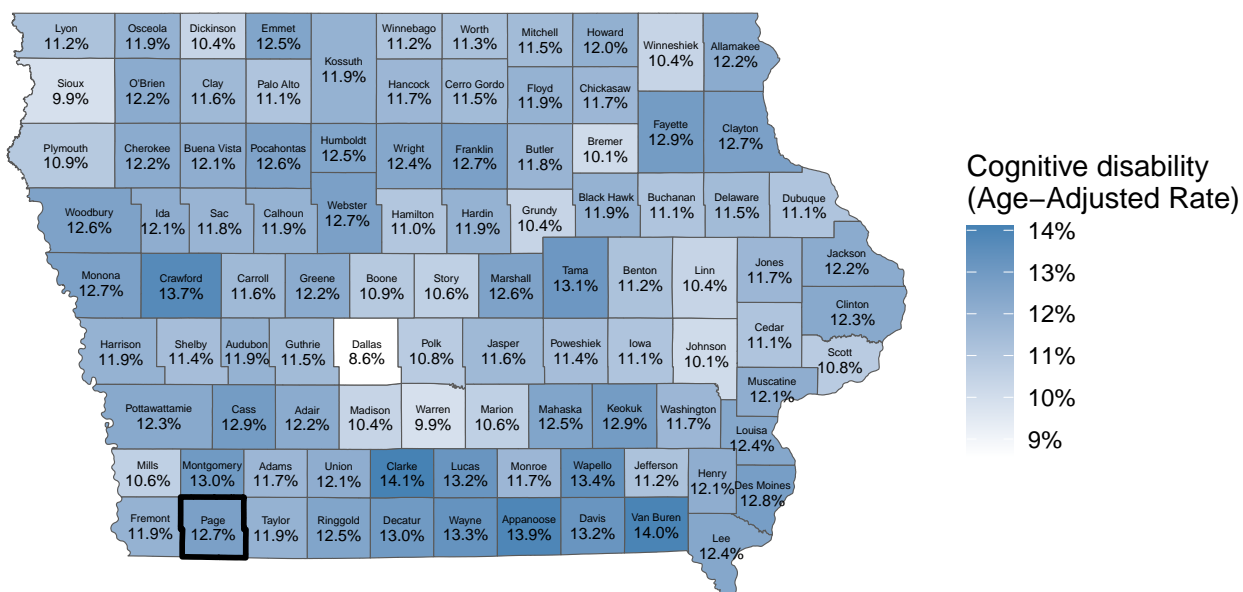 Lyon
11.2%
Osceola
11.9%
Dickinson
10.4%
Emmet
12.5%
Kossuth
11.9%
Winnebago
11.2%
Worth
11.3%
Mitchell
11.5%
Howard
12.0%
Winneshiek
10.4%
Allamakee
12.2%
Sioux
9.9%
O'Brien
12.2%
Clay
11.6%
Palo Alto
11.1%
Hancock
11.7%
Cerro Gordo
11.5%
Floyd
11.9%
Chickasaw
11.7%
Fayette
12.9%
Clayton
12.7%
Plymouth
10.9%
Cherokee
12.2%
Buena Vista
12.1%
Pocahontas
12.6%
Humboldt
12.5%
Wright
12.4%
Franklin
12.7%
Butler
11.8%
Bremer
10.1%
Woodbury
12.6%
Ida
12.1%
Sac
11.8%
Calhoun
11.9%
Webster
12.7%
Hamilton
11.0%
Hardin
11.9%
Grundy
10.4%
Black Hawk
11.9%
Buchanan
11.1%
Delaware
11.5%
Dubuque
11.1%
Monona
12.7%
Crawford
13.7%
Carroll
11.6%
Greene
12.2%
Boone
10.9%
Story
10.6%
Marshall
12.6%
Tama
13.1%
Benton
11.2%
Linn
10.4%
Jones
11.7%
Jackson
12.2%
Clinton
12.3%
Harrison
11.9%
Shelby
11.4%
Audubon
11.9%
Guthrie
11.5%
Dallas
8.6%
Polk
10.8%
Jasper
11.6%
Poweshiek
11.4%
Iowa
11.1%
Johnson
10.1%
Cedar
11.1%
Scott
10.8%
Muscatine
12.1%
Pottawattamie
12.3%
Cass
12.9%
Adair
12.2%
Madison
10.4%
Warren
9.9%
Marion
10.6%
Mahaska
12.5%
Keokuk
12.9%
Washington
11.7%
Louisa
12.4%
Mills
10.6%
Montgomery
13.0%
Adams
11.7%
Union
12.1%
Clarke
14.1%
Lucas
13.2%
Monroe
11.7%
Wapello
13.4%
Jefferson
11.2%
Henry
12.1%
Des Moines
12.8%
Fremont
11.9%
Page
12.7%
Taylor
11.9%
Ringgold
12.5%
Decatur
13.0%
Wayne
13.3%
Appanoose
13.9%
Davis
13.2%
Van Buren
14.0%
Lee
12.4%
Cognitive disability
(Age−Adjusted Rate)
14%
13%
12%
11%
10%
9%